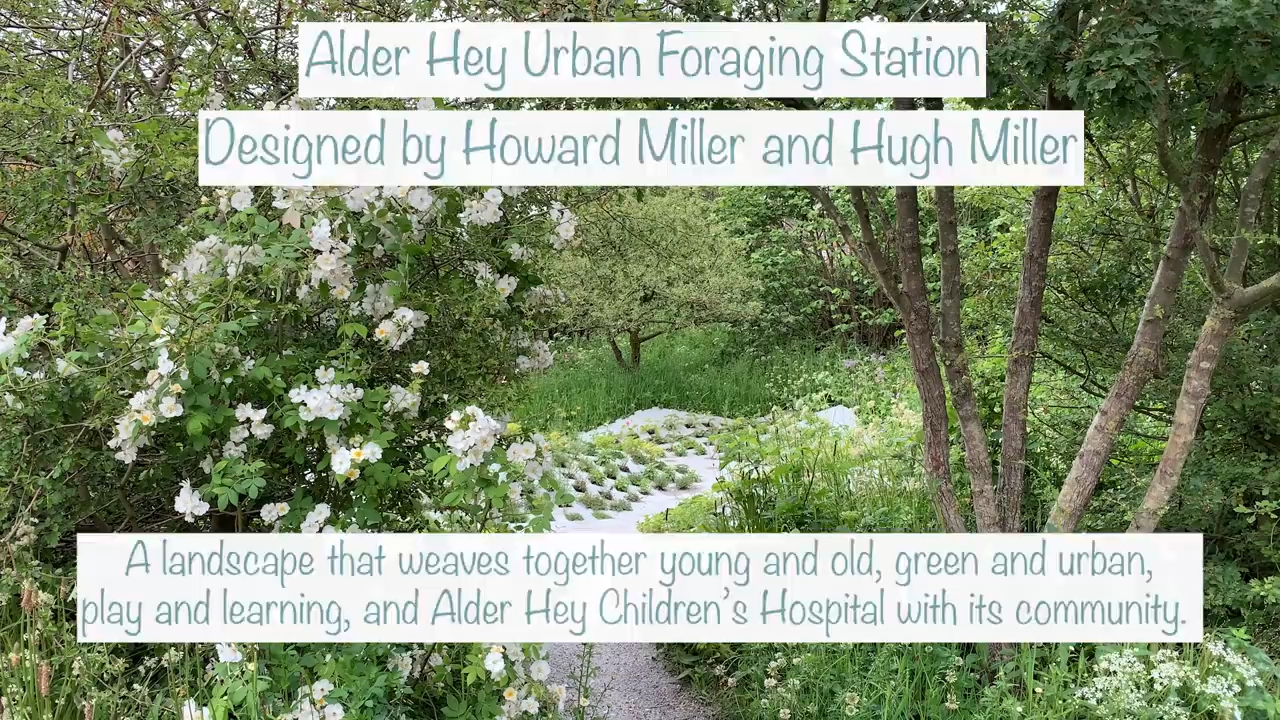 Alder Hey Urban Foraging Station
Designed by Howard Miller and Hugh Miller
A landscape that weaves together young and old, green and urban,
play and learning, and Alder Hey Children's Hospital with its community.